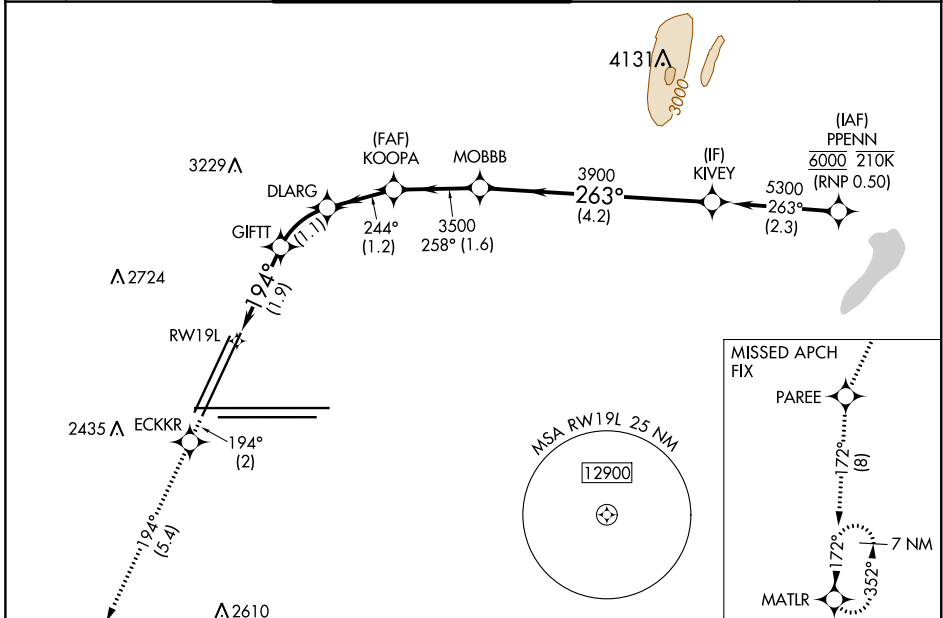 4131
3000
(IAF)
PPENN
6000 210K
(RNP 0.50)
(FAF)
KOOPA
MOBBB
(IF)
KIVEY
3229
DLARG
3900
263°
(4.2)
5300
263°
(2.3)
GIFTT
(1.1)
244°
(1.2)
3500
258° (1.6)
2724
194°
(1.9)
RW19L
MISSED APCH
FIX
PAREE
2435
ECKKR
194°
(2)
MSA RW19L 25 NM
12900
172°
(8)
194°
(5.4)
7 NM
172°
352°
MATLR
2610